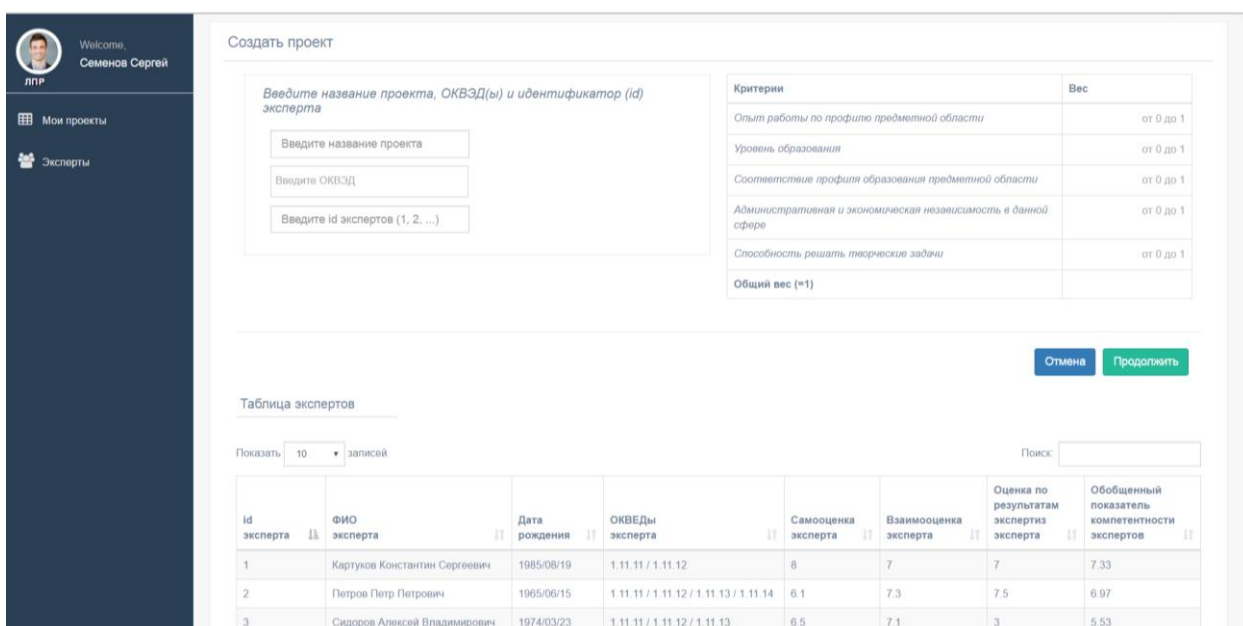 Welcome,
Семенов Сергей
ЛПР
Мои проекты
Эксперты
Создать проект
Введите название проекта, ОКВЭД(ы) и идентификатор (id)
эксперта
Введите название проекта
Введите ОКВЭД
Введите id экспертов (1, 2, ...)
Критерии Вес
Опыт работы по профилю предметной области от 0 до 1
Уровень образования от 0 до 1
Соответствие профиля образования предметной области от 0 до 1
Административная и экономическая независимость в данной
сфере от 0 до 1
Способность решать творческие задачи от 0 до 1
Общий вес (=1)
Отмена Продолжить
Таблица экспертов
Показать 10 записей Поиск:
id
эксперта
ФИО
эксперта
Дата
рождения
ОКВЕДы
эксперта
Самооценка
эксперта
Взаимооценка
эксперта
Оценка по
результатам
экспертиз
эксперта
Обобщенный
показатель
компетентности
экспертов
1 Картуков Константин Сергеевич 1985/08/19 1.11.11 / 1.11.12 8 7 7 7.33
2 Петров Петр Петрович 1965/06/15 1.11.11 / 1.11.12 / 1.11.13 / 1.11.14 6.1 7.3 7.5 6.97
3 Сидоров Алексей Владимирович 1974/03/23 1.11.11 / 1.11.12 / 1.11.13 6.5 7.1 3 5.53